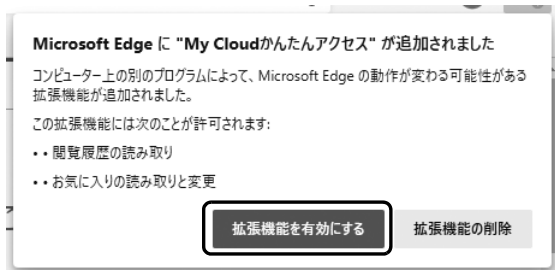 Microsoft Edge に "My Cloudかんたんアクセス" が追加されました
コンピューター上の別のプログラムによって、Microsoft Edge の動作が変わる可能性がある
拡張機能が追加されました。
この拡張機能には次のことが許可されます:
・・閲覧履歴の読み取り
・・お気に入りの読み取りと変更
拡張機能を有効にする
拡張機能の削除